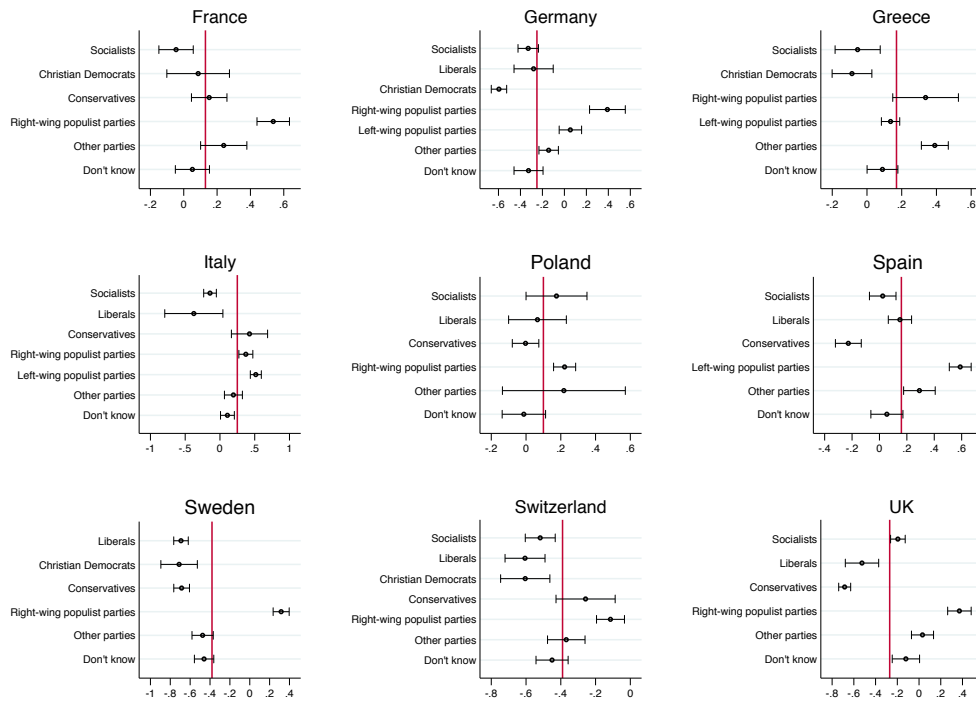 France
Socialists
Christian Democrats
Conservatives
Right-wing populist parties
Other parties
Don't know
-.2 0 .2 .4 .6
Germany
Socialists
Liberals
Christian Democrats
Right-wing populist parties
Left-wing populist parties
Other parties
Don't know
-.6 -.4 -.2 0 .2 .4 .6
Greece
Socialists
Christian Democrats
Right-wing populist parties
Left-wing populist parties
Other parties
Don't know
-.2 0 .2 .4 .6
Italy
Socialists
Liberals
Conservatives
Right-wing populist parties
Left-wing populist parties
Other parties
Don't know
-1 -.5 0 .5 1
Poland
Socialists
Liberals
Conservatives
Right-wing populist parties
Other parties
Don't know
-.2 0 .2 .4 .6
Spain
Socialists
Liberals
Conservatives
Left-wing populist parties
Other parties
Don't know
-.4 -.2 0 .2 .4 .6
Sweden
Liberals
Christian Democrats
Conservatives
Right-wing populist parties
Other parties
Don't know
-1 -.8 -.6 -.4 -.2 0 .2 .4
Switzerland
Socialists
Liberals
Christian Democrats
Conservatives
Right-wing populist parties
Other parties
Don't know
-.8 -.6 -.4 -.2 0
UK
Socialists
Liberals
Conservatives
Right-wing populist parties
Other parties
Don't know
-.8 -.6 -.4 -.2 0 .2 .4